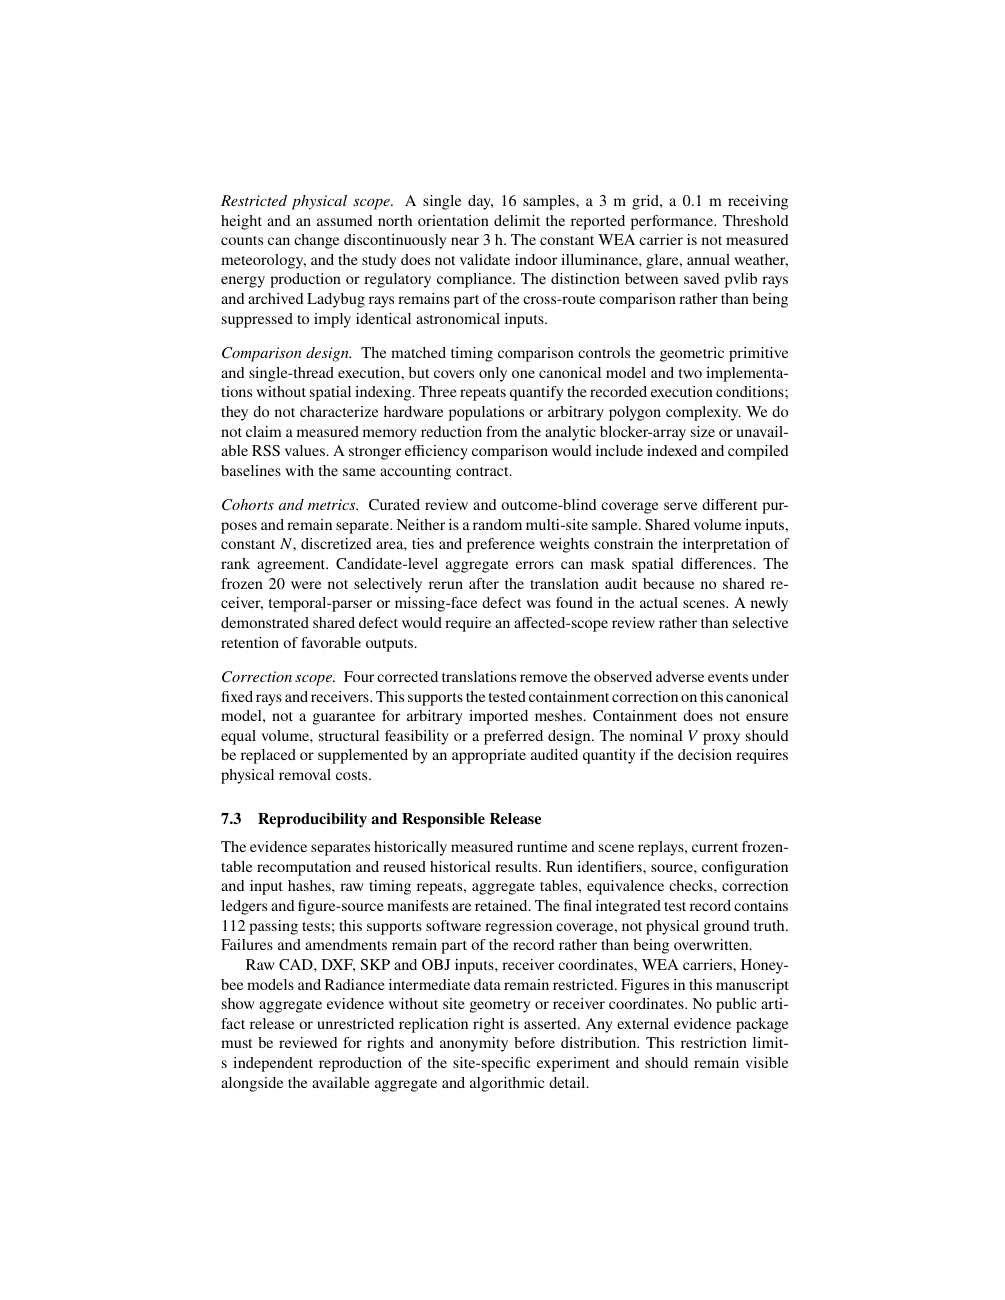 Restricted physical scope. A single day, 16 samples, a 3 m grid, a 0.1 m receiving
height and an assumed north orientation delimit the reported performance. Threshold
counts can change discontinuously near 3 h. The constant WEA carrier is not measured
meteorology, and the study does not validate indoor illuminance, glare, annual weather,
energy production or regulatory compliance. The distinction between saved pvlib rays
and archived Ladybug rays remains part of the cross-route comparison rather than being
suppressed to imply identical astronomical inputs.
Comparison design. The matched timing comparison controls the geometric primitive
and single-thread execution, but covers only one canonical model and two implementa-
tions without spatial indexing. Three repeats quantify the recorded execution conditions;
they do not characterize hardware populations or arbitrary polygon complexity. We do
not claim a measured memory reduction from the analytic blocker-array size or unavail-
able RSS values. A stronger efficiency comparison would include indexed and compiled
baselines with the same accounting contract.
Cohorts and metrics. Curated review and outcome-blind coverage serve different pur-
poses and remain separate. Neither is a random multi-site sample. Shared volume inputs,
constant N, discretized area, ties and preference weights constrain the interpretation of
rank agreement. Candidate-level aggregate errors can mask spatial differences. The
frozen 20 were not selectively rerun after the translation audit because no shared re-
ceiver, temporal-parser or missing-face defect was found in the actual scenes. A newly
demonstrated shared defect would require an affected-scope review rather than selective
retention of favorable outputs.
Correction scope. Four corrected translations remove the observed adverse events under
fixed rays and receivers. This supports the tested containment correction on this canonical
model, not a guarantee for arbitrary imported meshes. Containment does not ensure
equal volume, structural feasibility or a preferred design. The nominal V proxy should
be replaced or supplemented by an appropriate audited quantity if the decision requires
physical removal costs.
7.3 Reproducibility and Responsible Release
The evidence separates historically measured runtime and scene replays, current frozen-
table recomputation and reused historical results. Run identifiers, source, configuration
and input hashes, raw timing repeats, aggregate tables, equivalence checks, correction
ledgers and figure-source manifests are retained. The final integrated test record contains
112 passing tests; this supports software regression coverage, not physical ground truth.
Failures and amendments remain part of the record rather than being overwritten.
Raw CAD, DXF, SKP and OBJ inputs, receiver coordinates, WEA carriers, Honey-
bee models and Radiance intermediate data remain restricted. Figures in this manuscript
show aggregate evidence without site geometry or receiver coordinates. No public arti-
fact release or unrestricted replication right is asserted. Any external evidence package
must be reviewed for rights and anonymity before distribution. This restriction limit-
s independent reproduction of the site-specific experiment and should remain visible
alongside the available aggregate and algorithmic detail.